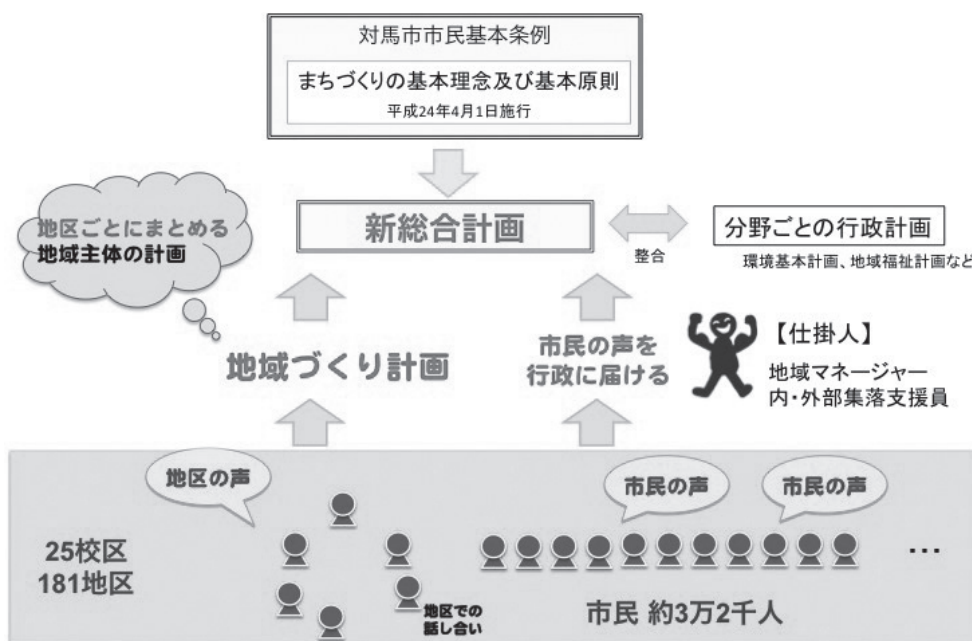 対馬市市民基本条例
まちづくりの基本理念及び基本原則
平成24年4月1日施行
地区ごとにまとめる
地域主体の計画
新総合計画
整合
分野ごとの行政計画
環境基本計画、地域福祉計画など
地域づくり計画
市民の声を
行政に届ける
【仕掛人】
地域マネージャー
内・外部集落支援員
地区の声
市民の声
市民の声
25校区
181地区
地区での
話し合い
市民 約3万2千人
…